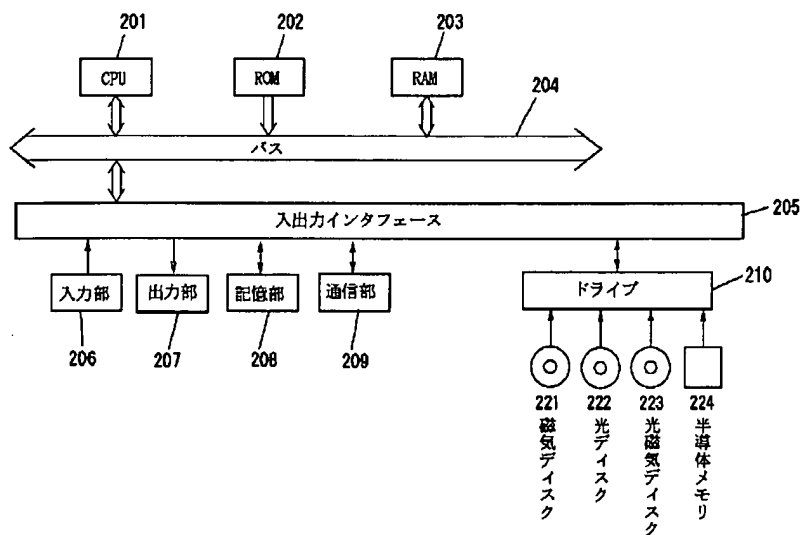 201
202
203
CPU
ROM
RAM
204
バス
入出力インタフェース
205
入力部
出力部
記憶部
通信部
ドライブ
210
206
207
208
209
221
222
223
224
磁気ディスク
光ディスク
光磁気ディスク
半導体メモリ